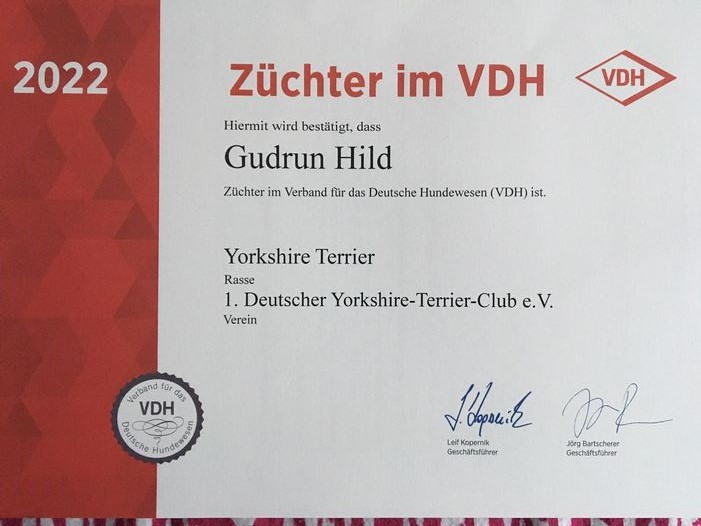 2022
Züchter im VDH
VDH
Hiermit wird bestätigt, dass
Gudrun Hild
Züchter im Verband für das Deutsche Hundewesen (VDH) ist.
Yorkshire Terrier
Rasse
1. Deutscher Yorkshire-Terrier-Club e.V.
Verein
Verband für das
VDH
Deutsche Hundewesen
L. Kopernik
Leif Kopernik
Geschäftsführer
Jörg Bartscherer
Geschäftsführer